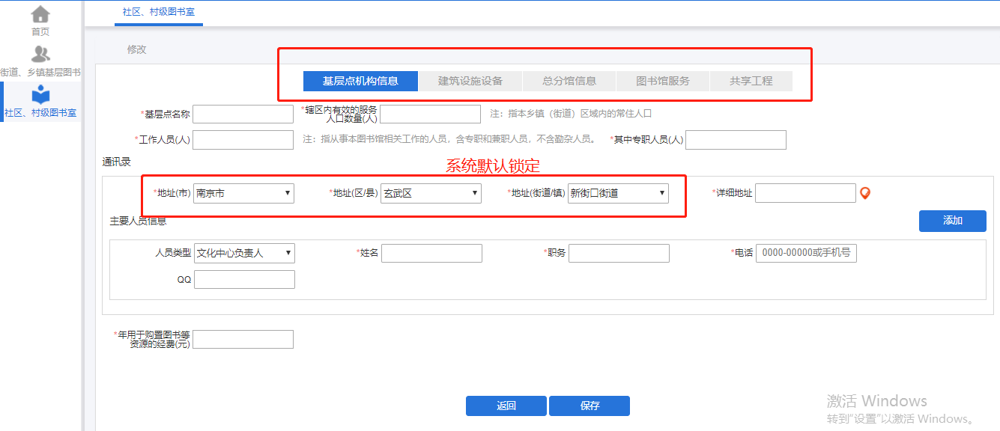 首页
街道、乡镇基层图书
社区、村级图书室
社区、村级图书室
修改
基层点机构信息 建筑设施设备 总分馆信息 图书馆服务 共享工程
*基层点名称 *辖区内有效的服务人口数量(人) 注：指本乡镇（街道）区域内的常住人口
*工作人员(人) 注：指从事本图书馆相关工作的人员，含专职和兼职人员，不含勤杂人员。 *其中专职人员(人)
通讯录
系统默认锁定
*地址(市) 南京市 *地址(区/县) 玄武区 *地址(街道/镇) 新街口街道 *详细地址
主要人员信息 添加
人员类型 文化中心负责人 *姓名 *职务 *电话 0000-00000或手机号
QQ
*年用于购置图书等
资源的经费(元)
返回 保存
激活 Windows
转到"设置"以激活 Windows。